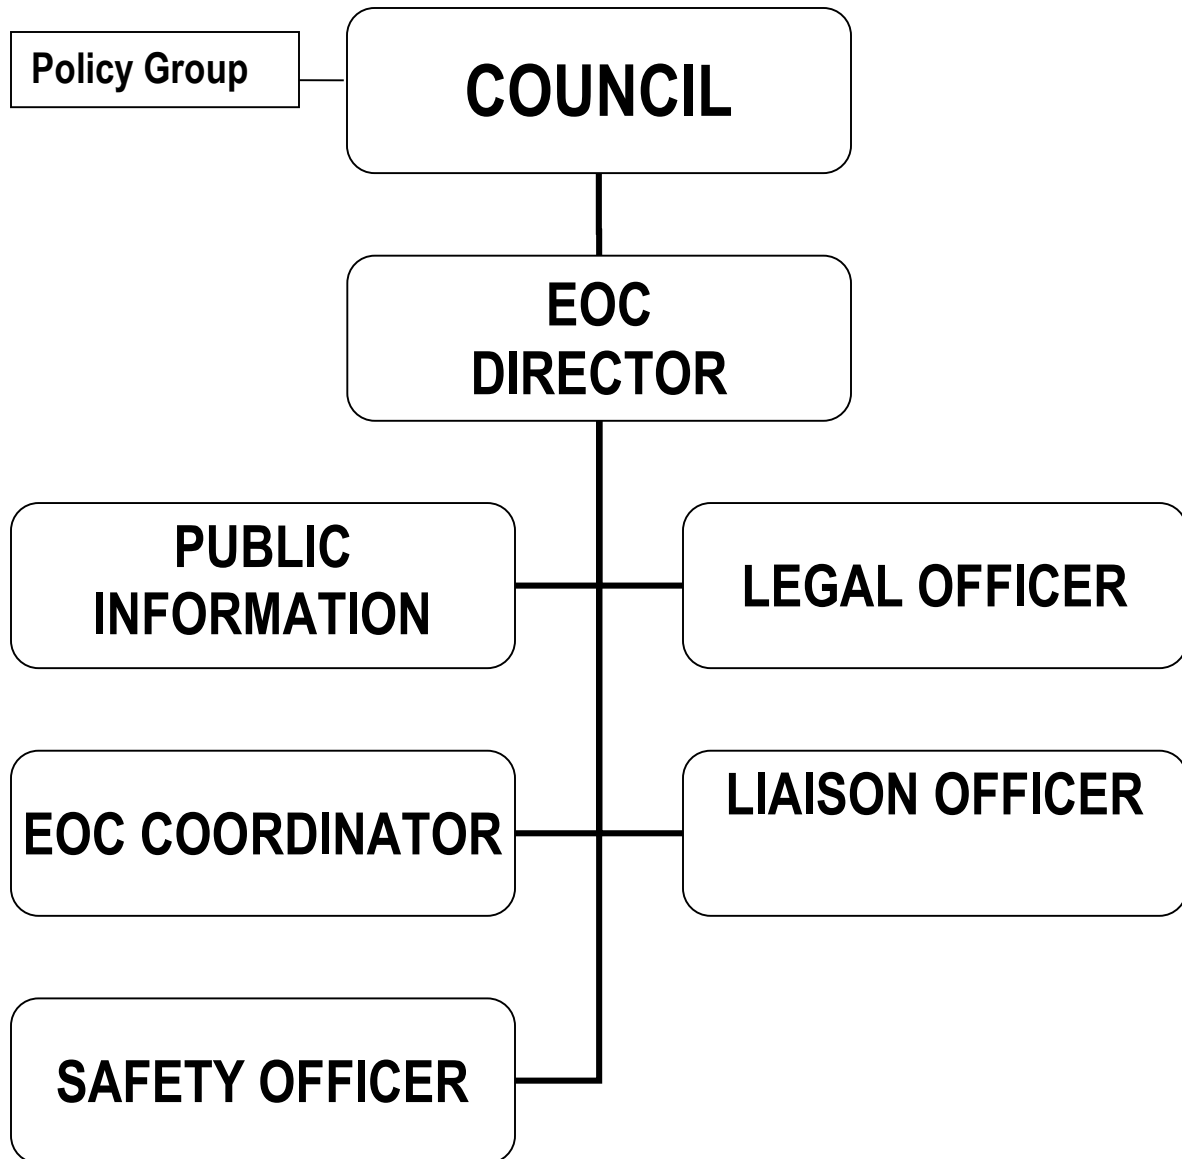 Policy Group
COUNCIL
EOC
DIRECTOR
PUBLIC
INFORMATION
LEGAL OFFICER
EOC COORDINATOR
LIAISON OFFICER
SAFETY OFFICER